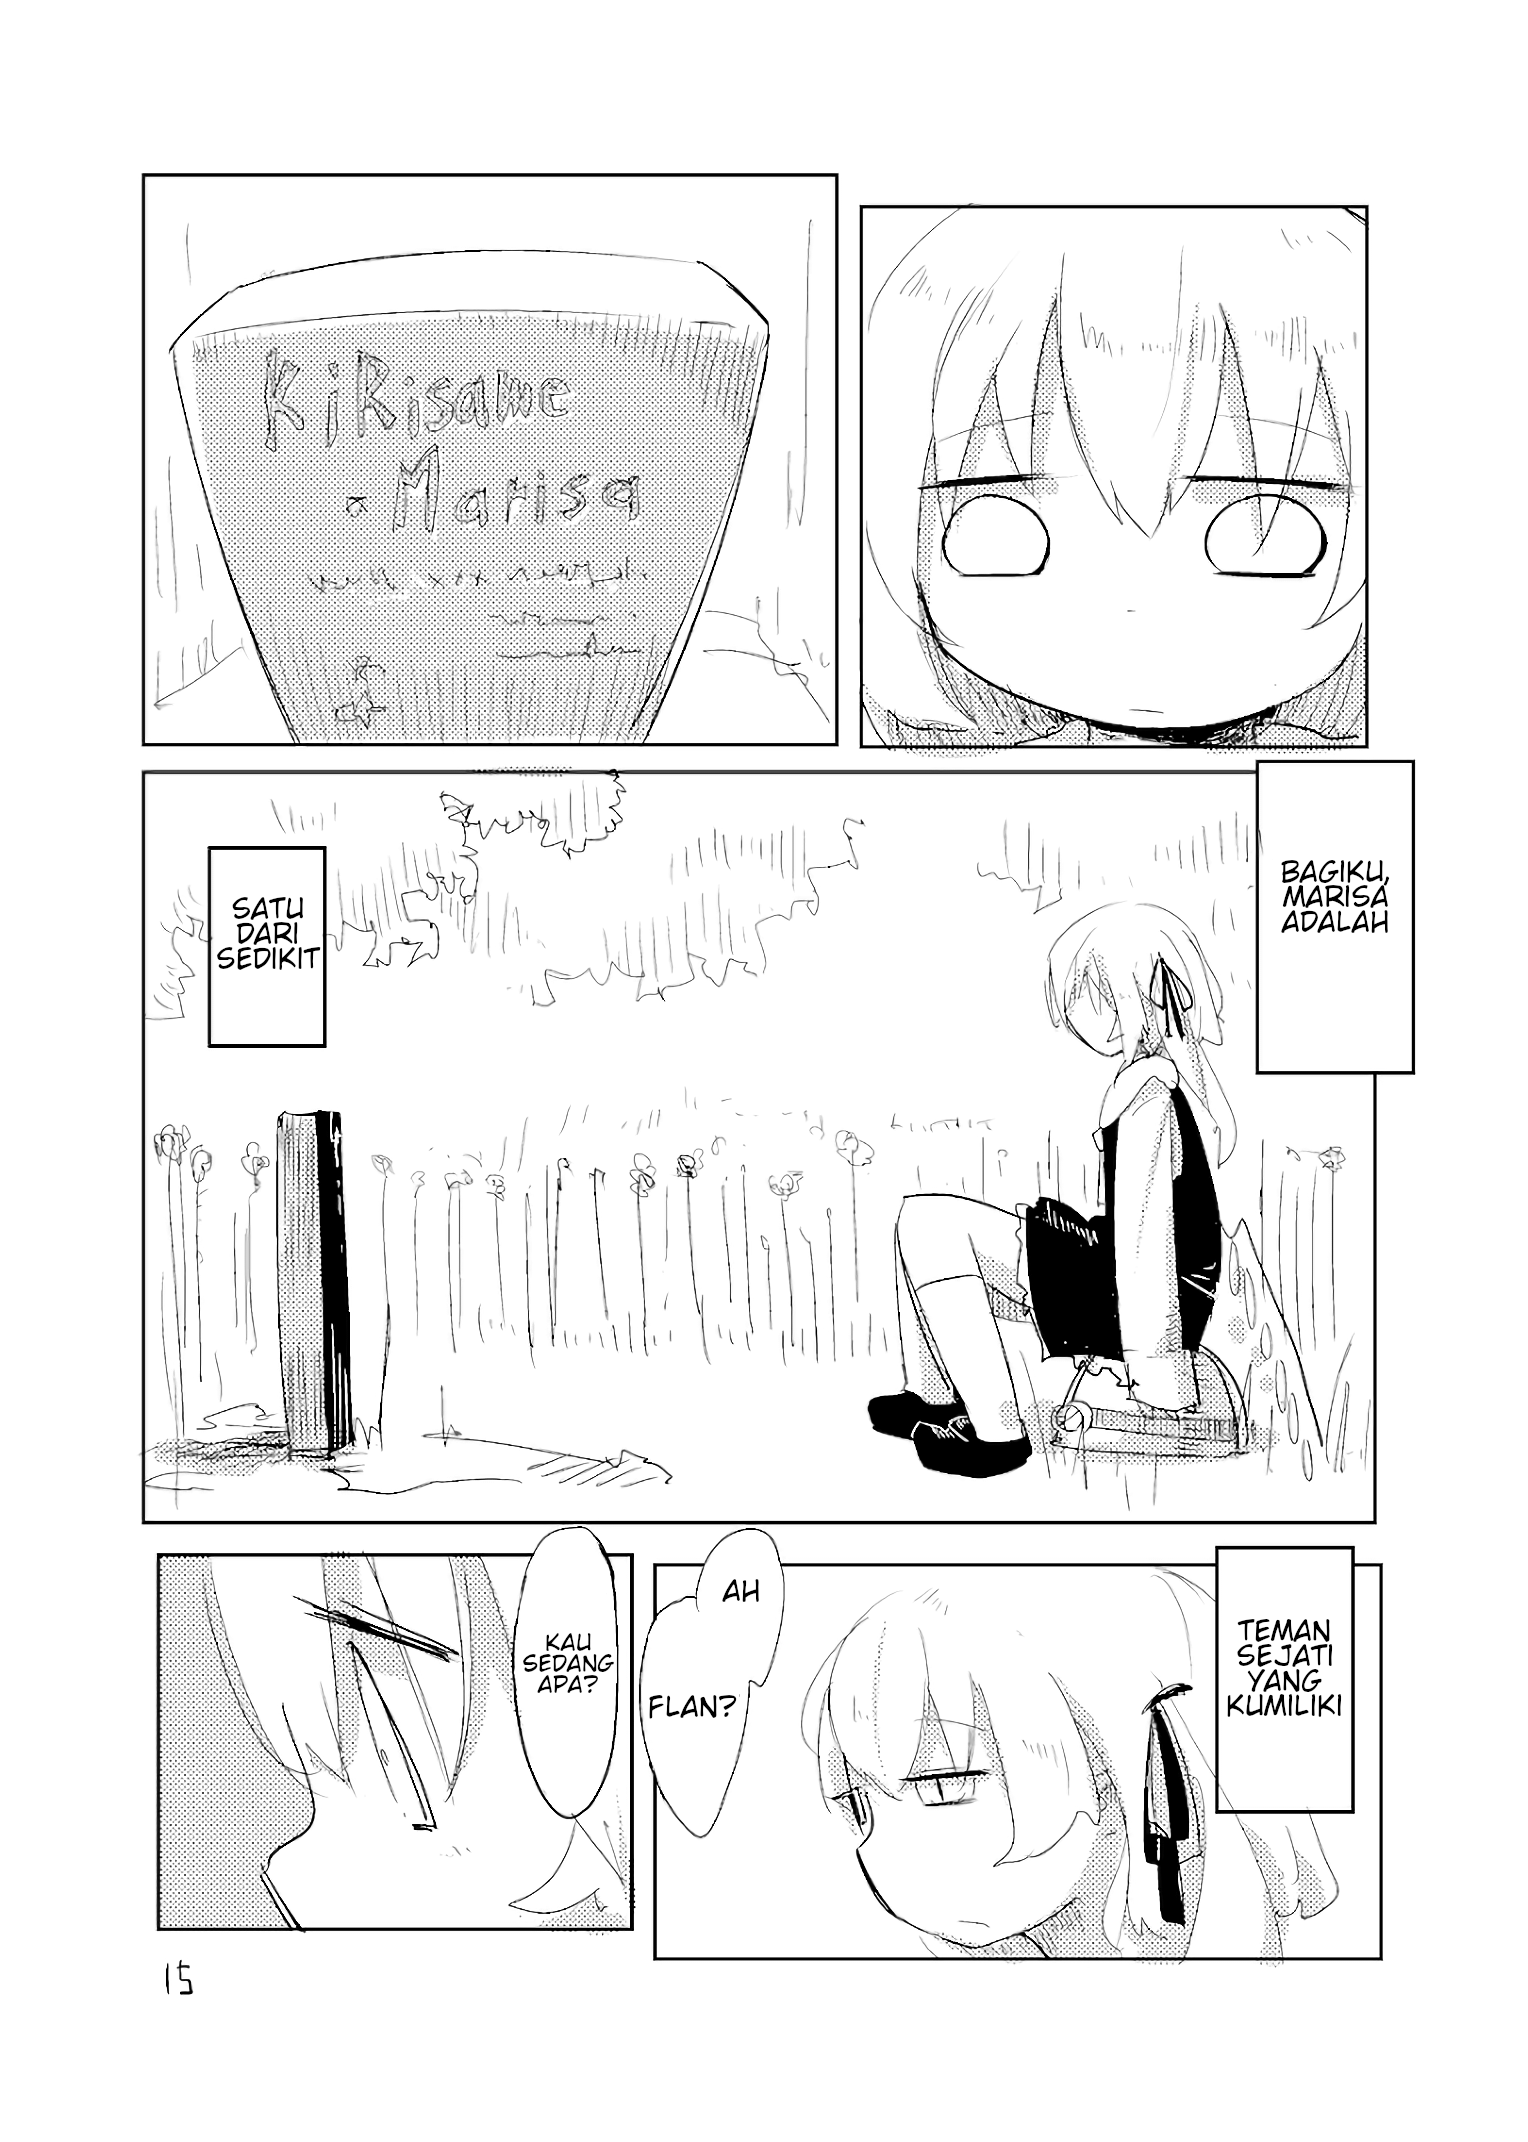 KiRisame
Marisa
BAGIKU,
MARISA
ADALAH
SATU
DARI
SEDIKIT
TEMAN
SEJATI
YANG
KUMILIKI
AH
FLAN?
KAU
SEDANG
APA?
15